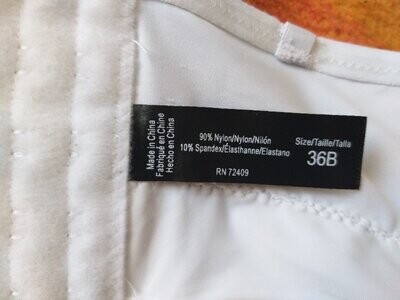 Made in China
Fabriqué en Chine
Hecho en China
90% Nylon/Nylon/Nilón
10% Spandex/Élasthanne/Elastano
RN 72409
Size/Taille/Talla
36B